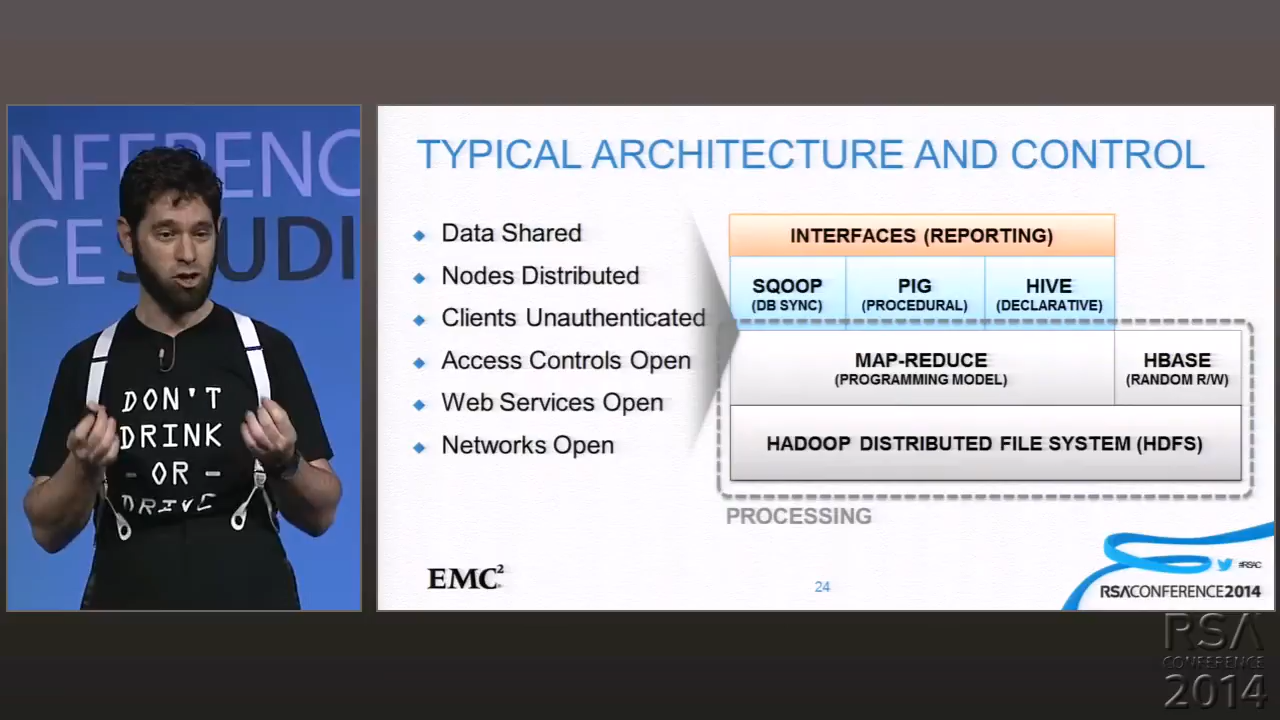 NFERENC
CE STUDI
DON'T
DRINK
- OR -
DRIVE
TYPICAL ARCHITECTURE AND CONTROL
Data Shared
Nodes Distributed
Clients Unauthenticated
Access Controls Open
Web Services Open
Networks Open
INTERFACES (REPORTING)
SQOOP
(DB SYNC)
PIG
(PROCEDURAL)
HIVE
(DECLARATIVE)
MAP-REDUCE
(PROGRAMMING MODEL)
HBASE
(RANDOM R/W)
HADOOP DISTRIBUTED FILE SYSTEM (HDFS)
PROCESSING
EMC²
24
#RSAC
RSACONFERENCE2014
RSA
CONFERENCE
2014